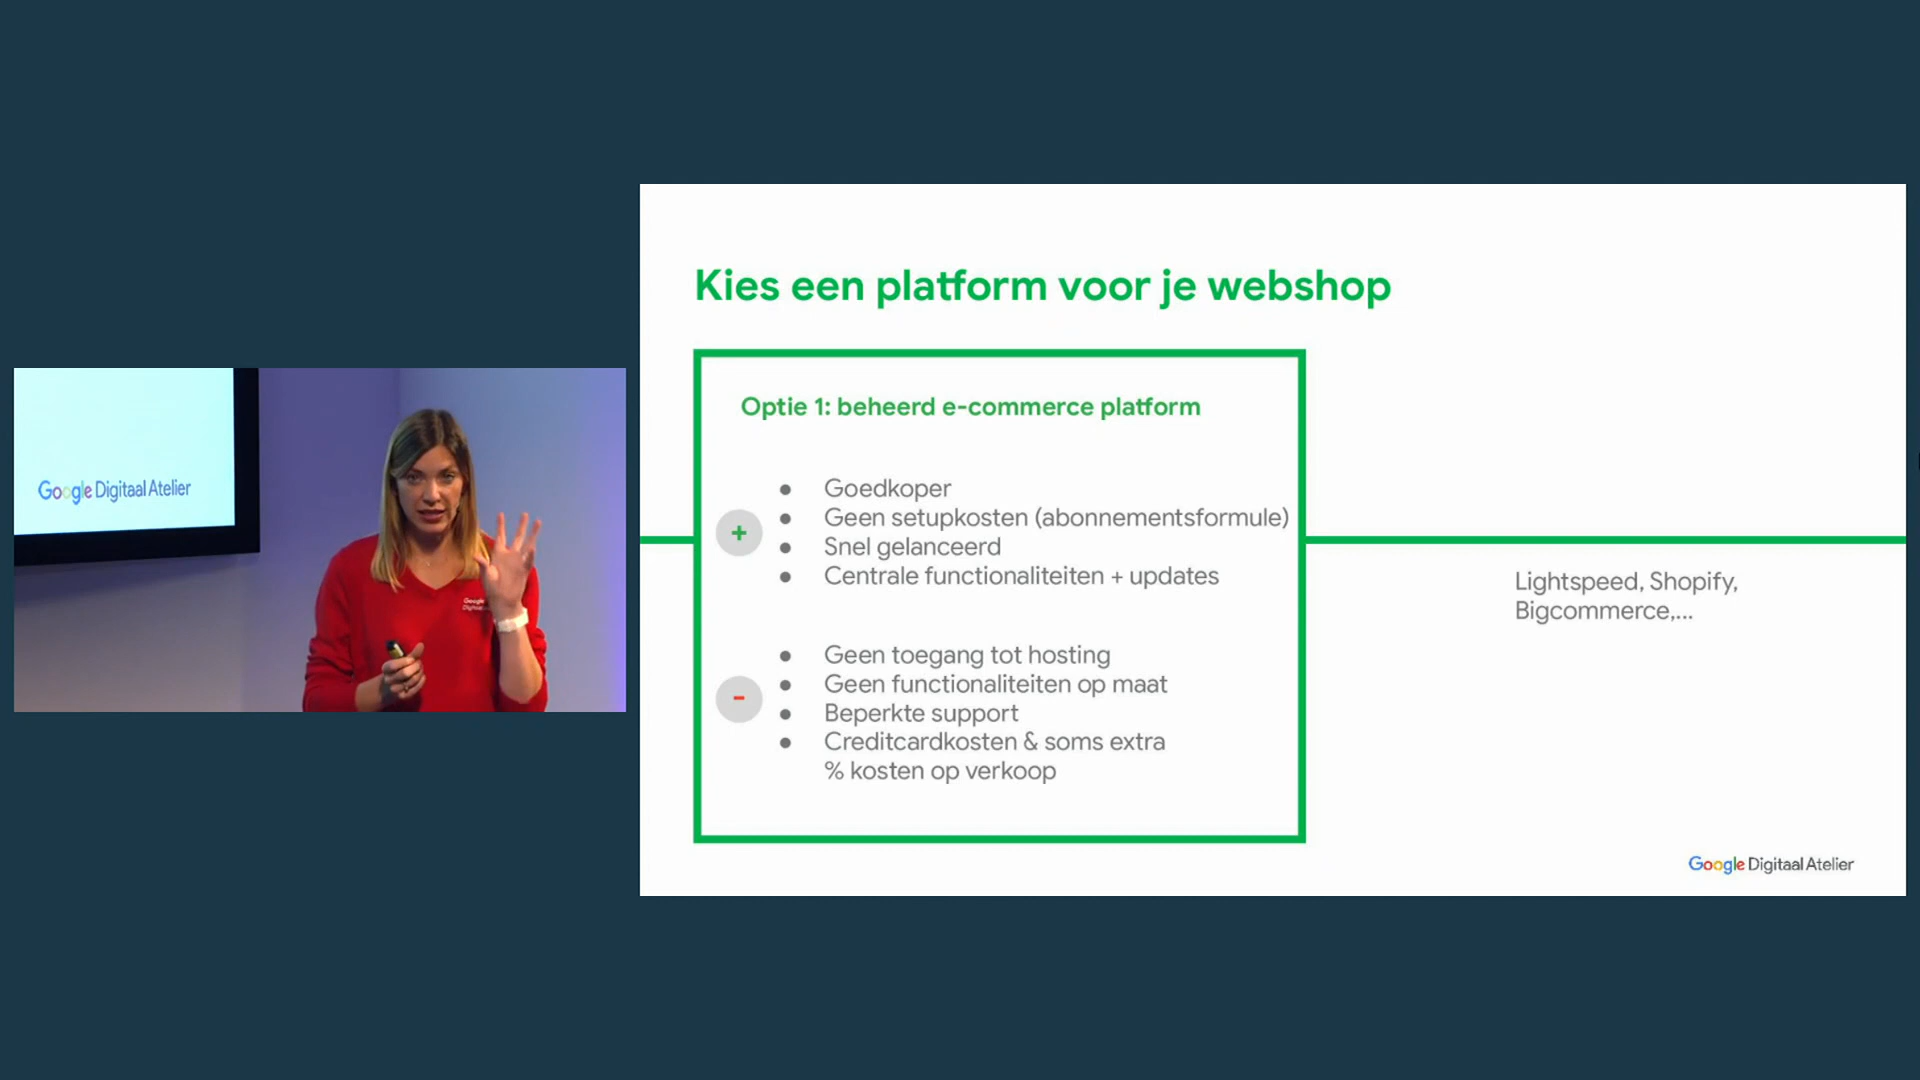 Google Digitaal Atelier
Google
Kies een platform voor je webshop
Optie 1: beheerd e-commerce platform
+
● Goedkoper
● Geen setupkosten (abonnementsformule)
● Snel gelanceerd
● Centrale functionaliteiten + updates
-
● Geen toegang tot hosting
● Geen functionaliteiten op maat
● Beperkte support
● Creditcardkosten & soms extra
% kosten op verkoop
Lightspeed, Shopify,
Bigcommerce,...
Google Digitaal Atelier